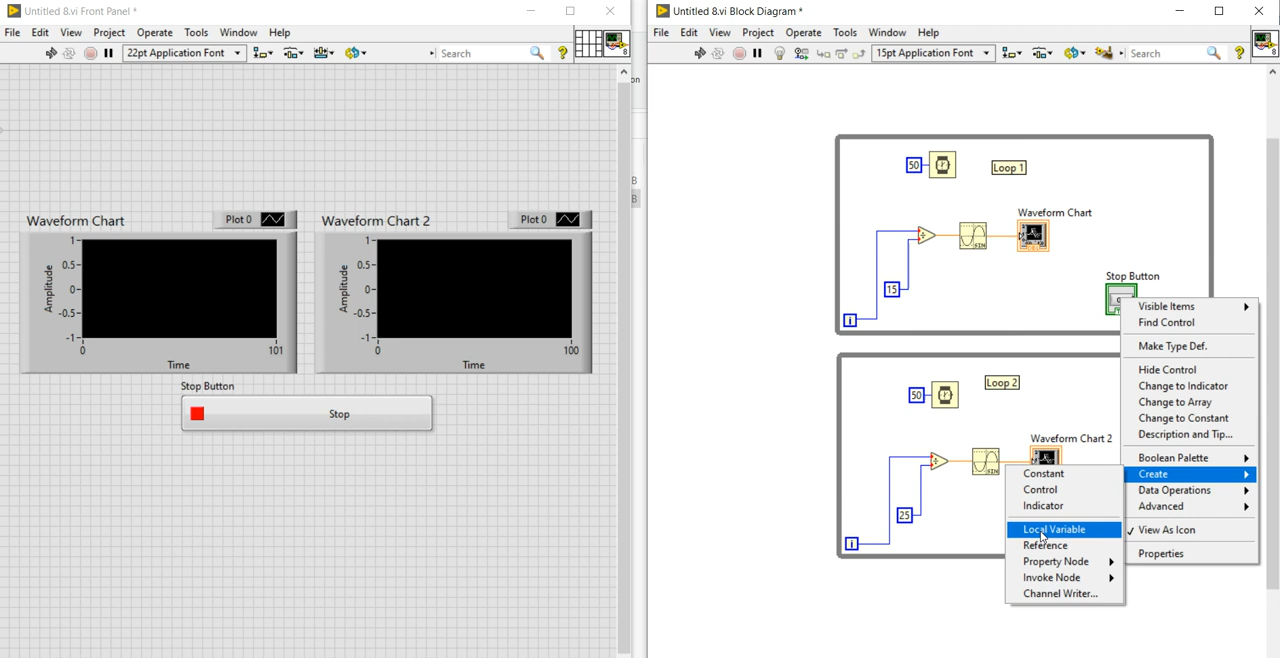 Untitled 8.vi Front Panel *
File Edit View Project Operate Tools Window Help
22pt Application Font
Search
?
8
Waveform Chart
Plot 0
1
0.5
0
-0.5
-1
Amplitude
0
101
Time
Waveform Chart 2
Plot 0
1
0.5
0
-0.5
-1
Amplitude
0
100
Time
Stop Button
Stop
on
B
B
Untitled 8.vi Block Diagram *
File Edit View Project Operate Tools Window Help
15pt Application Font
Search
?
8
50
Loop 1
Waveform Chart
SIN
15
i
Stop Button
50
Loop 2
Waveform Chart 2
SIN
25
i
Visible Items
Find Control
Make Type Def.
Hide Control
Change to Indicator
Change to Array
Change to Constant
Description and Tip...
Boolean Palette
Create
Data Operations
Advanced
View As Icon
Properties
Constant
Control
Indicator
Local Variable
Reference
Property Node
Invoke Node
Channel Writer...